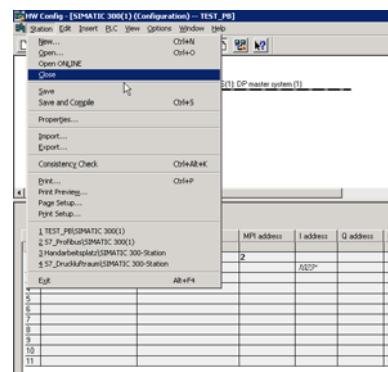 HW Config - [SIMATIC 300(1) (Configuration) -- TEST_PB]
Station Edit Insert PLC View Options Window Help
New... Ctrl+N
Open... Ctrl+O
Open ONLINE
Close
Save
Save and Compile Ctrl+S
Properties...
Import...
Export...
Consistency Check Ctrl+Alt+K
Print... Ctrl+P
Print Preview...
Page Setup...
Print Setup...
1 TEST_PB\SIMATIC 300(1)
2 S7_Profibus\SIMATIC 300(1)
3 Handarbeitsplatz\SIMATIC 300-Station
4 S7_Druckluftraum\SIMATIC 300-Station
Exit Alt+F4
(1): DP master system (1)
MPI address I address Q address
2
1023*
5
6
7
8
9
10
11